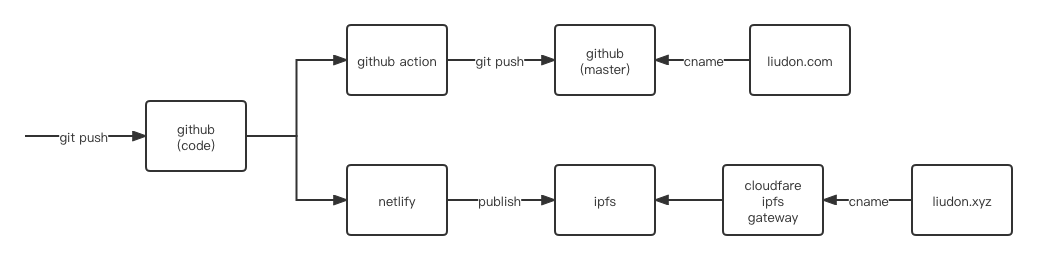 github action
git push
github
(master)
cname
liudon.com
git push
github
(code)
netlify
publish
ipfs
cloudfare
ipfs
gateway
cname
liudon.xyz